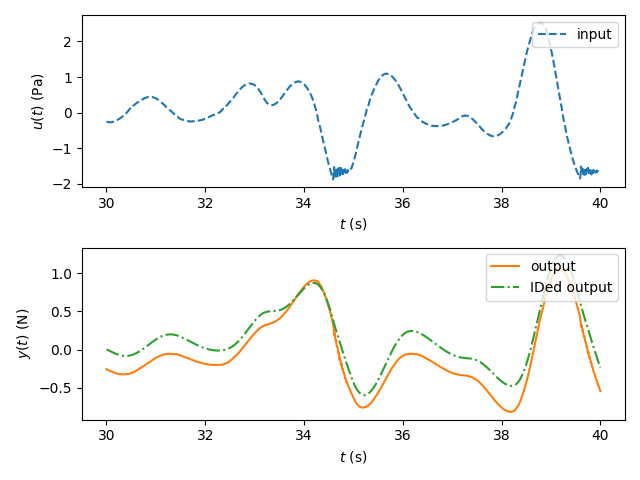 input
2
1
0
−1
−2
u(t) (Pa)
30 32 34 36 38 40
t (s)
output
IDed output
1.0
0.5
0.0
−0.5
y(t) (N)
30 32 34 36 38 40
t (s)